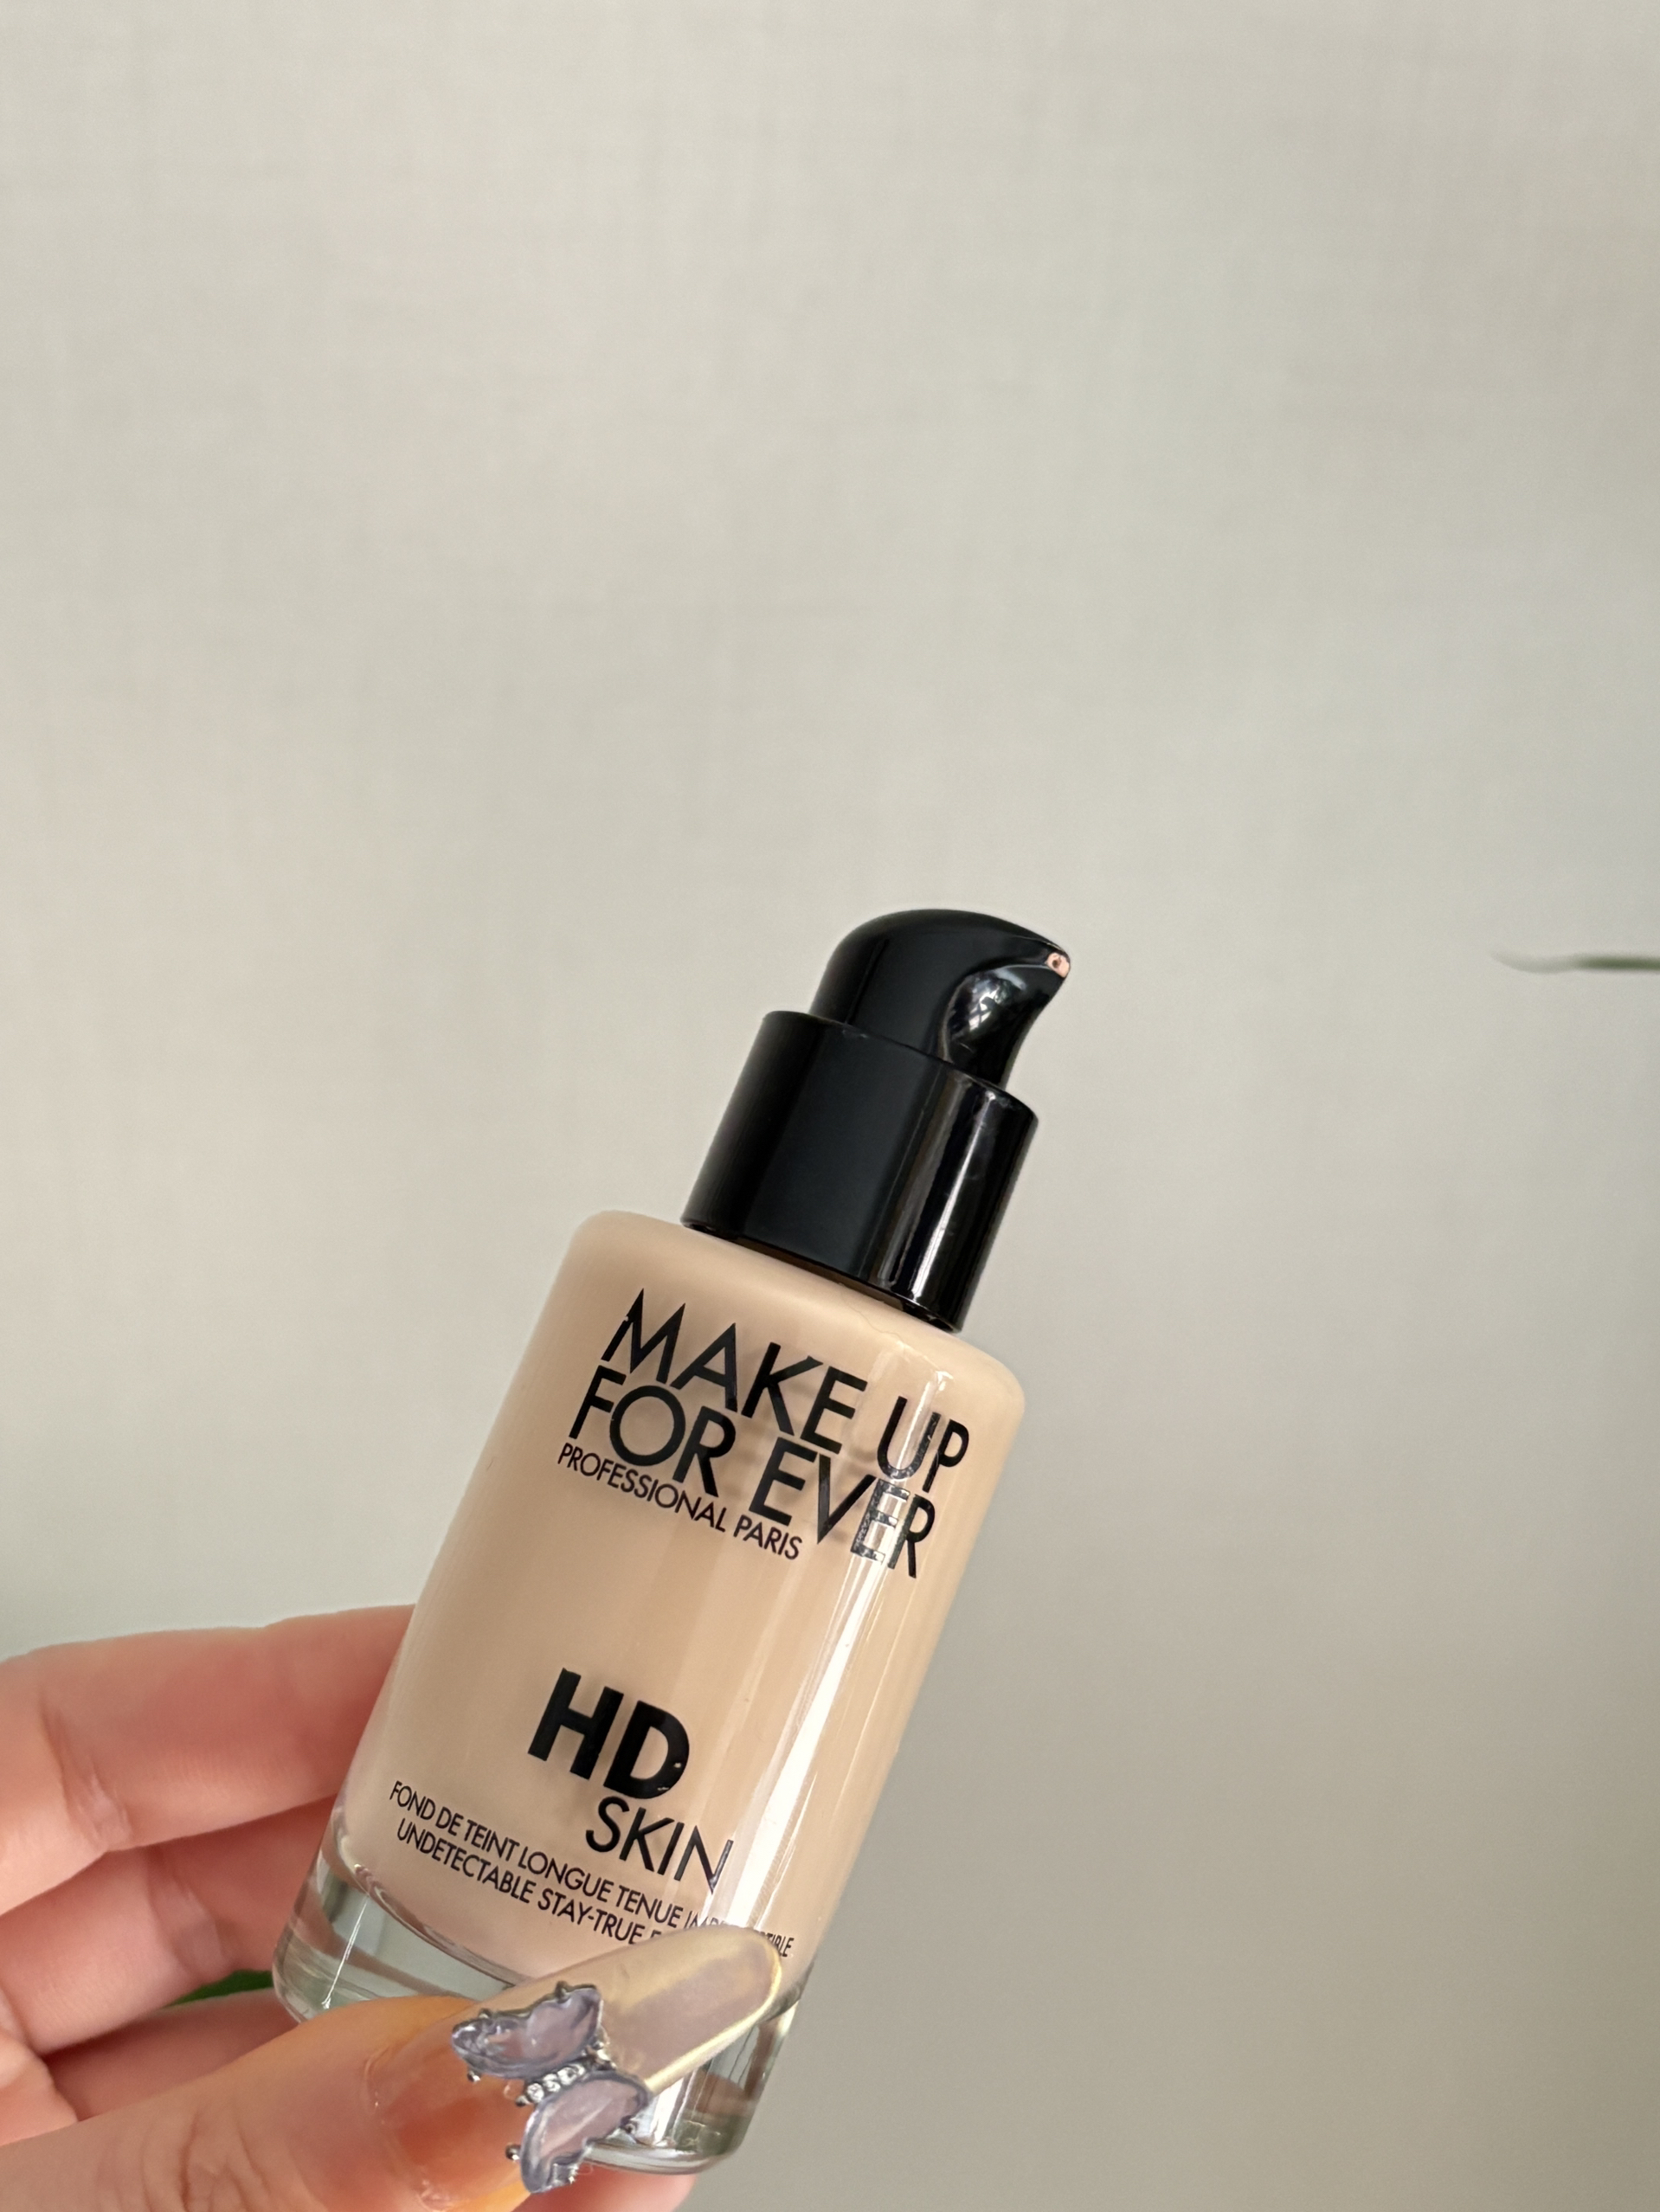 MAKE UP
FOR EVER
PROFESSIONAL PARIS
HD
SKIN
FOND DE TEINT LONGUE TENUE
UNDETECTABLE STAY-TRUE